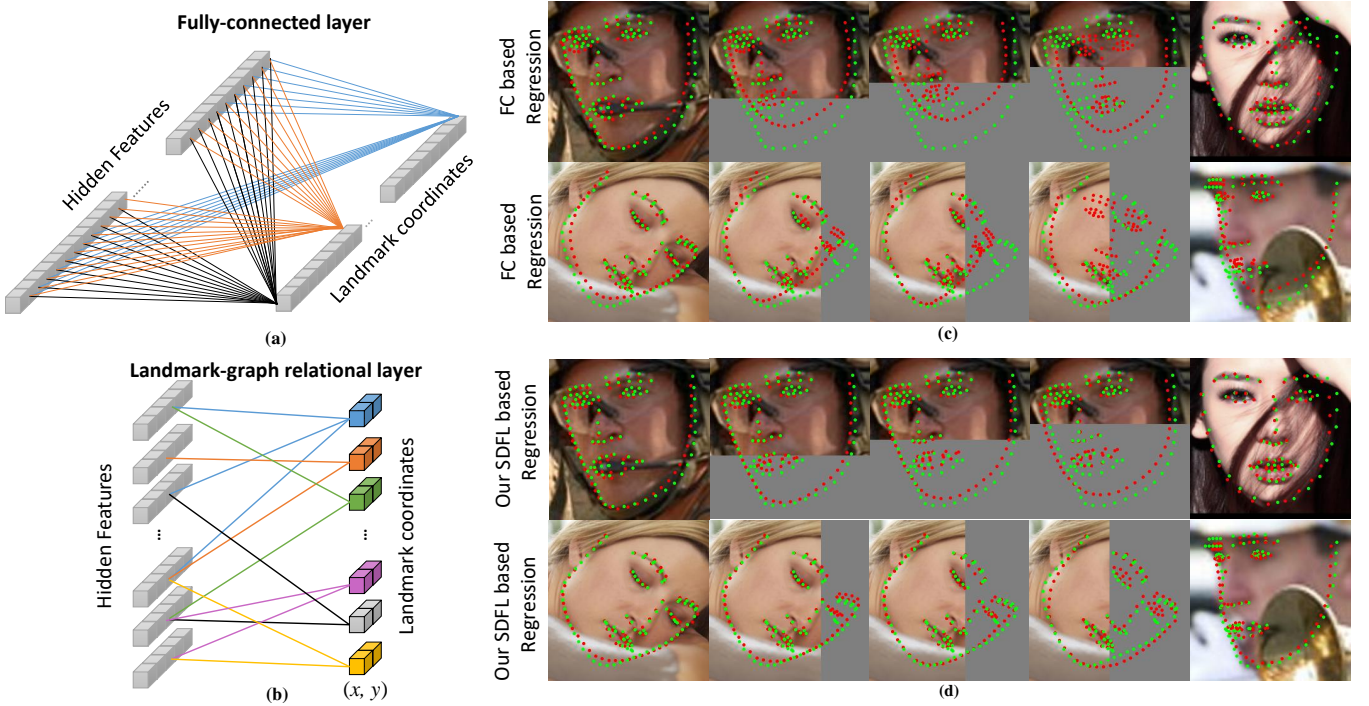 Fully-connected layer
Hidden Features
Landmark coordinates
(a)
FC based
Regression
FC based
Regression
(c)
Landmark-graph relational layer
Hidden Features
...
...
Landmark coordinates
(x, y)
(b)
Our SDFL based
Regression
Our SDFL based
Regression
(d)